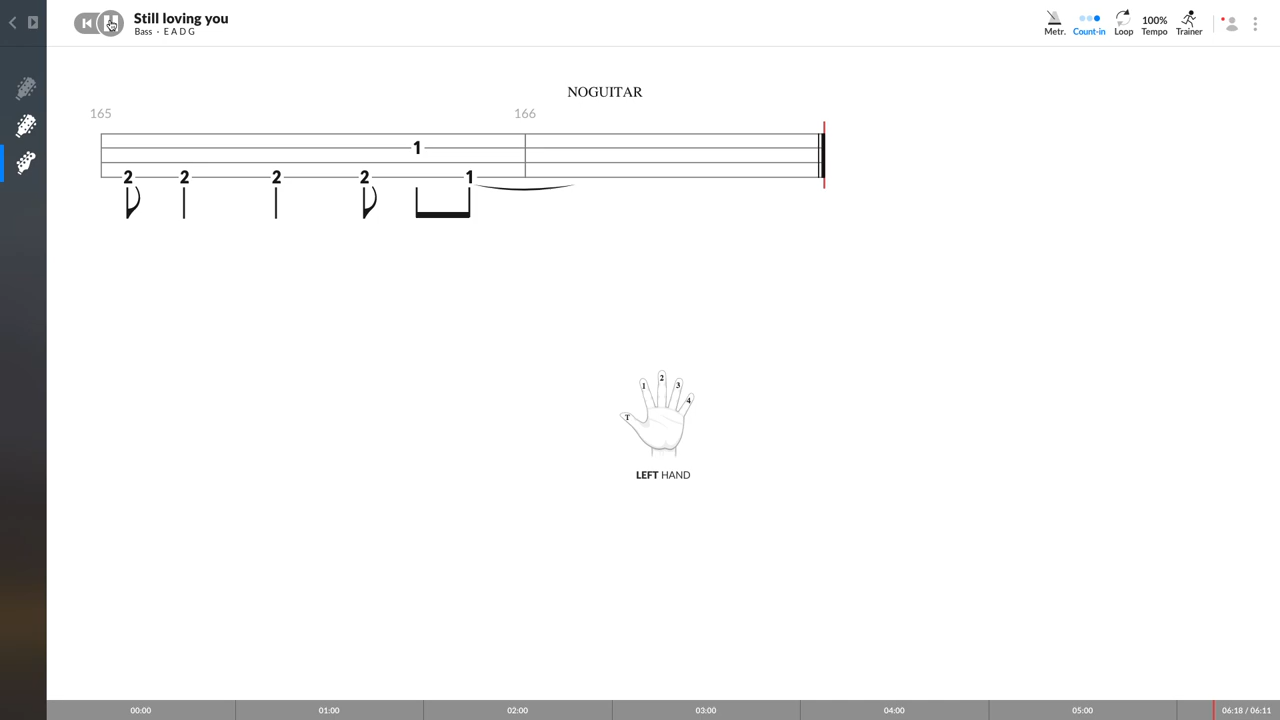 Still loving you
Bass · E A D G
Metr.
Count-in
Loop
100%
Tempo
Trainer
NOGUITAR
165
166
1
2 2 2 2 1
T 1 2 3 4
LEFT HAND
00:00 01:00 02:00 03:00 04:00 05:00 06:18 / 06:11